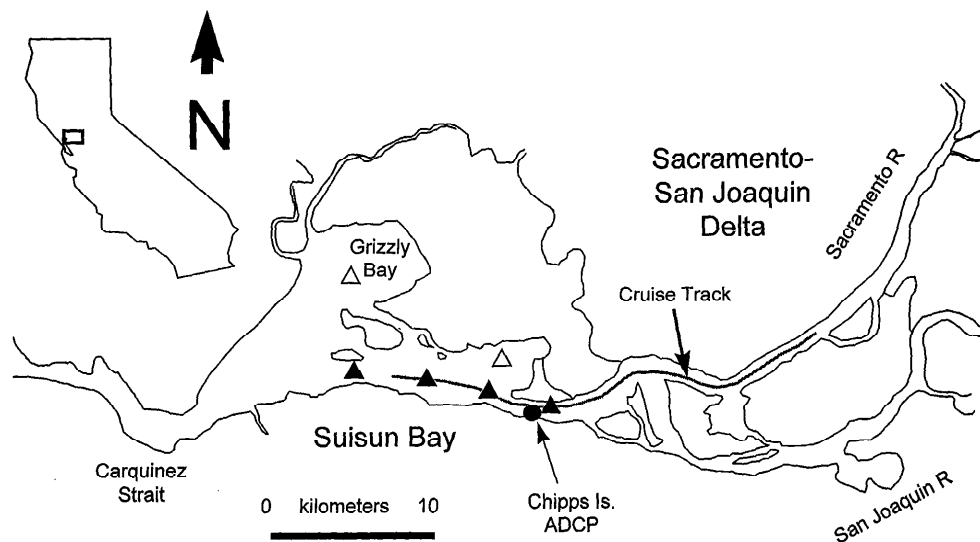 N
Sacramento-
San Joaquin
Delta
Sacramento R
Grizzly
Bay
Cruise Track
Suisun Bay
Carquinez
Strait
0 kilometers 10
Chipps Is.
ADCP
San Joaquin R